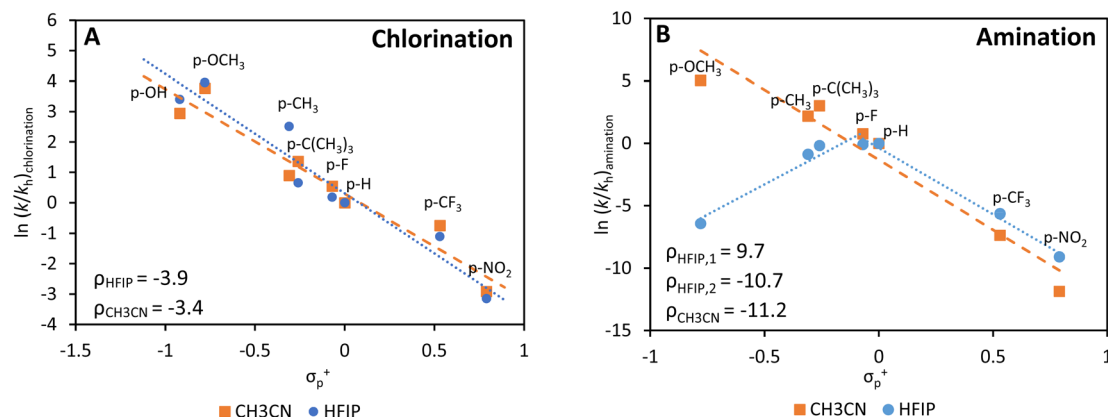 A
Chlorination
ln (k/kₕ)chlorination
5
4
3
2
1
0
-1
-2
-3
-4
p-OCH₃
p-OH
p-CH₃
p-C(CH₃)₃
p-F
p-H
p-CF₃
p-NO₂
ρHFIP = -3.9
ρCH3CN = -3.4
-1.5 -1 -0.5 0 0.5 1
σₚ⁺
CH3CN HFIP
B
Amination
ln (k/kₕ)amination
10
5
0
-5
-10
-15
p-OCH₃
p-C(CH₃)₃
p-CH₃
p-F
p-H
p-CF₃
p-NO₂
ρHFIP,1 = 9.7
ρHFIP,2 = -10.7
ρCH3CN = -11.2
-1 -0.5 0 0.5 1
σₚ⁺
CH3CN HFIP